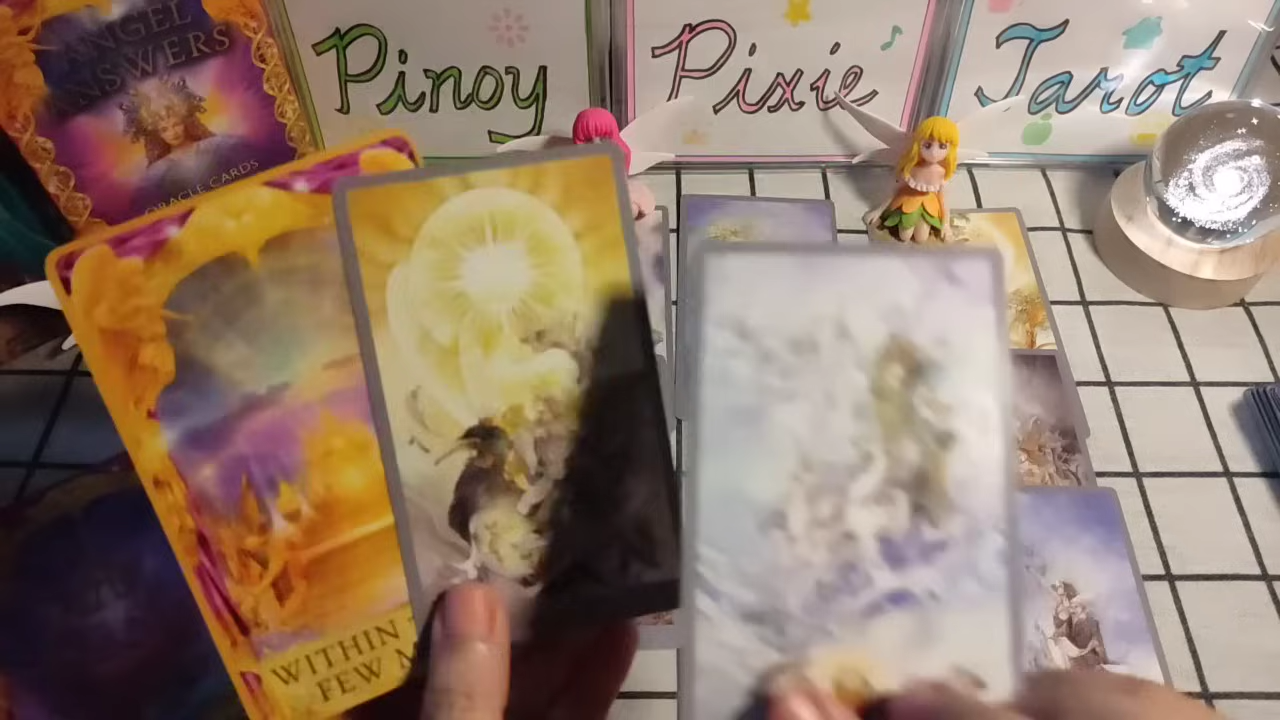 ANGEL
ANSWERS
ORACLE CARDS
Pinoy
Pixie
Tarot
WITHIN
FEW